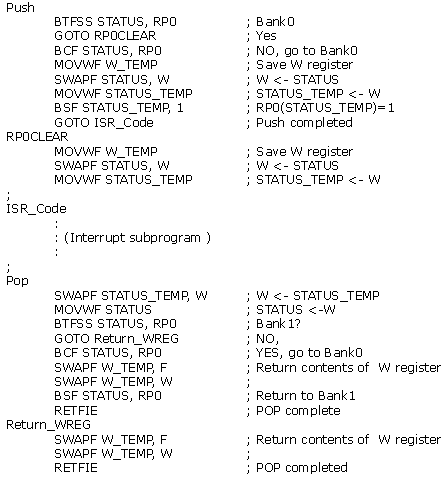 Push
BTFSS STATUS, RP0 ; Bank0
GOTO RP0CLEAR ; Yes
BCF STATUS, RP0 ; NO, go to Bank0
MOVWF W_TEMP ; Save W register
SWAPF STATUS, W ; W <- STATUS
MOVWF STATUS_TEMP ; STATUS_TEMP <- W
BSF STATUS_TEMP, 1 ; RP0(STATUS_TEMP)=1
GOTO ISR_Code ; Push completed
RP0CLEAR
MOVWF W_TEMP ; Save W register
SWAPF STATUS, W ; W <- STATUS
MOVWF STATUS_TEMP ; STATUS_TEMP <- W
;
ISR_Code
:
: (Interrupt subprogram )
:
;
Pop
SWAPF STATUS_TEMP, W ; W <- STATUS_TEMP
MOVWF STATUS ; STATUS <-W
BTFSS STATUS, RP0 ; Bank1?
GOTO Return_WREG ; NO,
BCF STATUS, RP0 ; YES, go to Bank0
SWAPF W_TEMP, F ; Return contents of W register
SWAPF W_TEMP, W ;
BSF STATUS, RP0 ; Return to Bank1
RETFIE ; POP complete
Return_WREG
SWAPF W_TEMP, F ; Return contents of W register
SWAPF W_TEMP, W ;
RETFIE ; POP completed